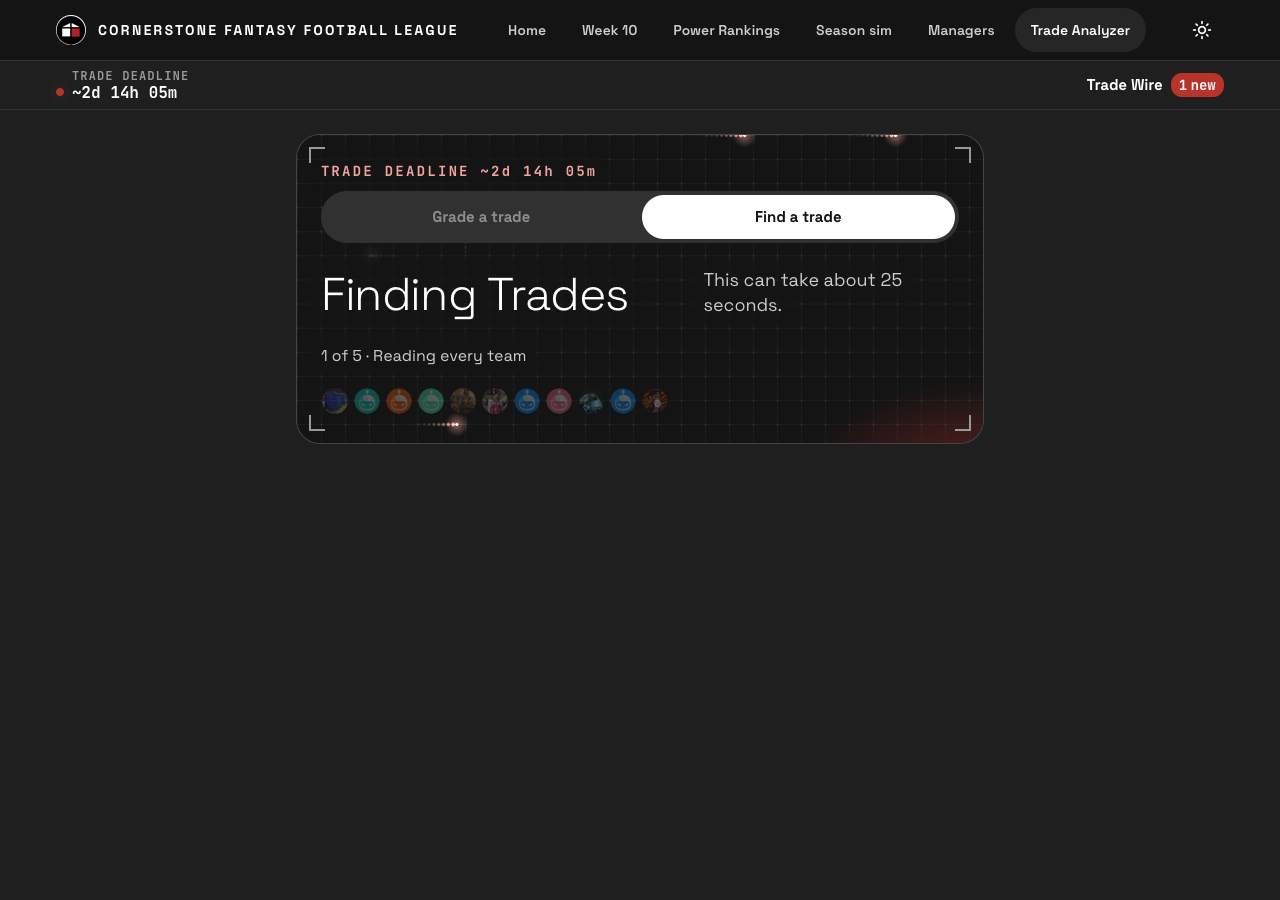 CORNERSTONE FANTASY FOOTBALL LEAGUE
Home
Week 10
Power Rankings
Season sim
Managers
Trade Analyzer
TRADE DEADLINE
~2d 14h 05m
Trade Wire
1 new
TRADE DEADLINE ~2d 14h 05m
Grade a trade
Find a trade
Finding Trades
This can take about 25
seconds.
1 of 5 · Reading every team